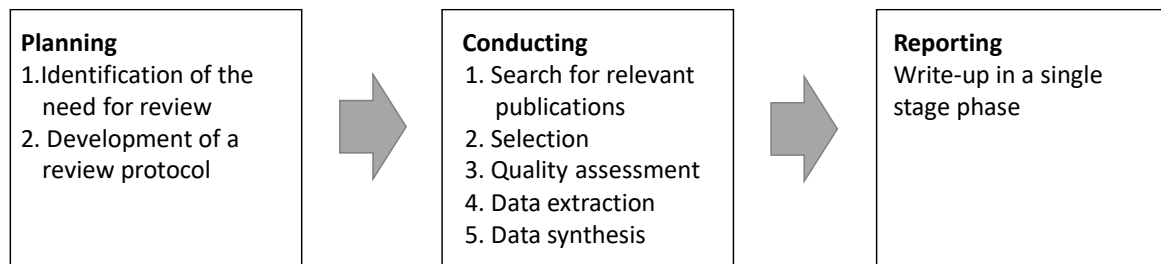 Planning
1.Identification of the
need for review
2. Development of a
review protocol
Conducting
1. Search for relevant
publications
2. Selection
3. Quality assessment
4. Data extraction
5. Data synthesis
Reporting
Write-up in a single
stage phase